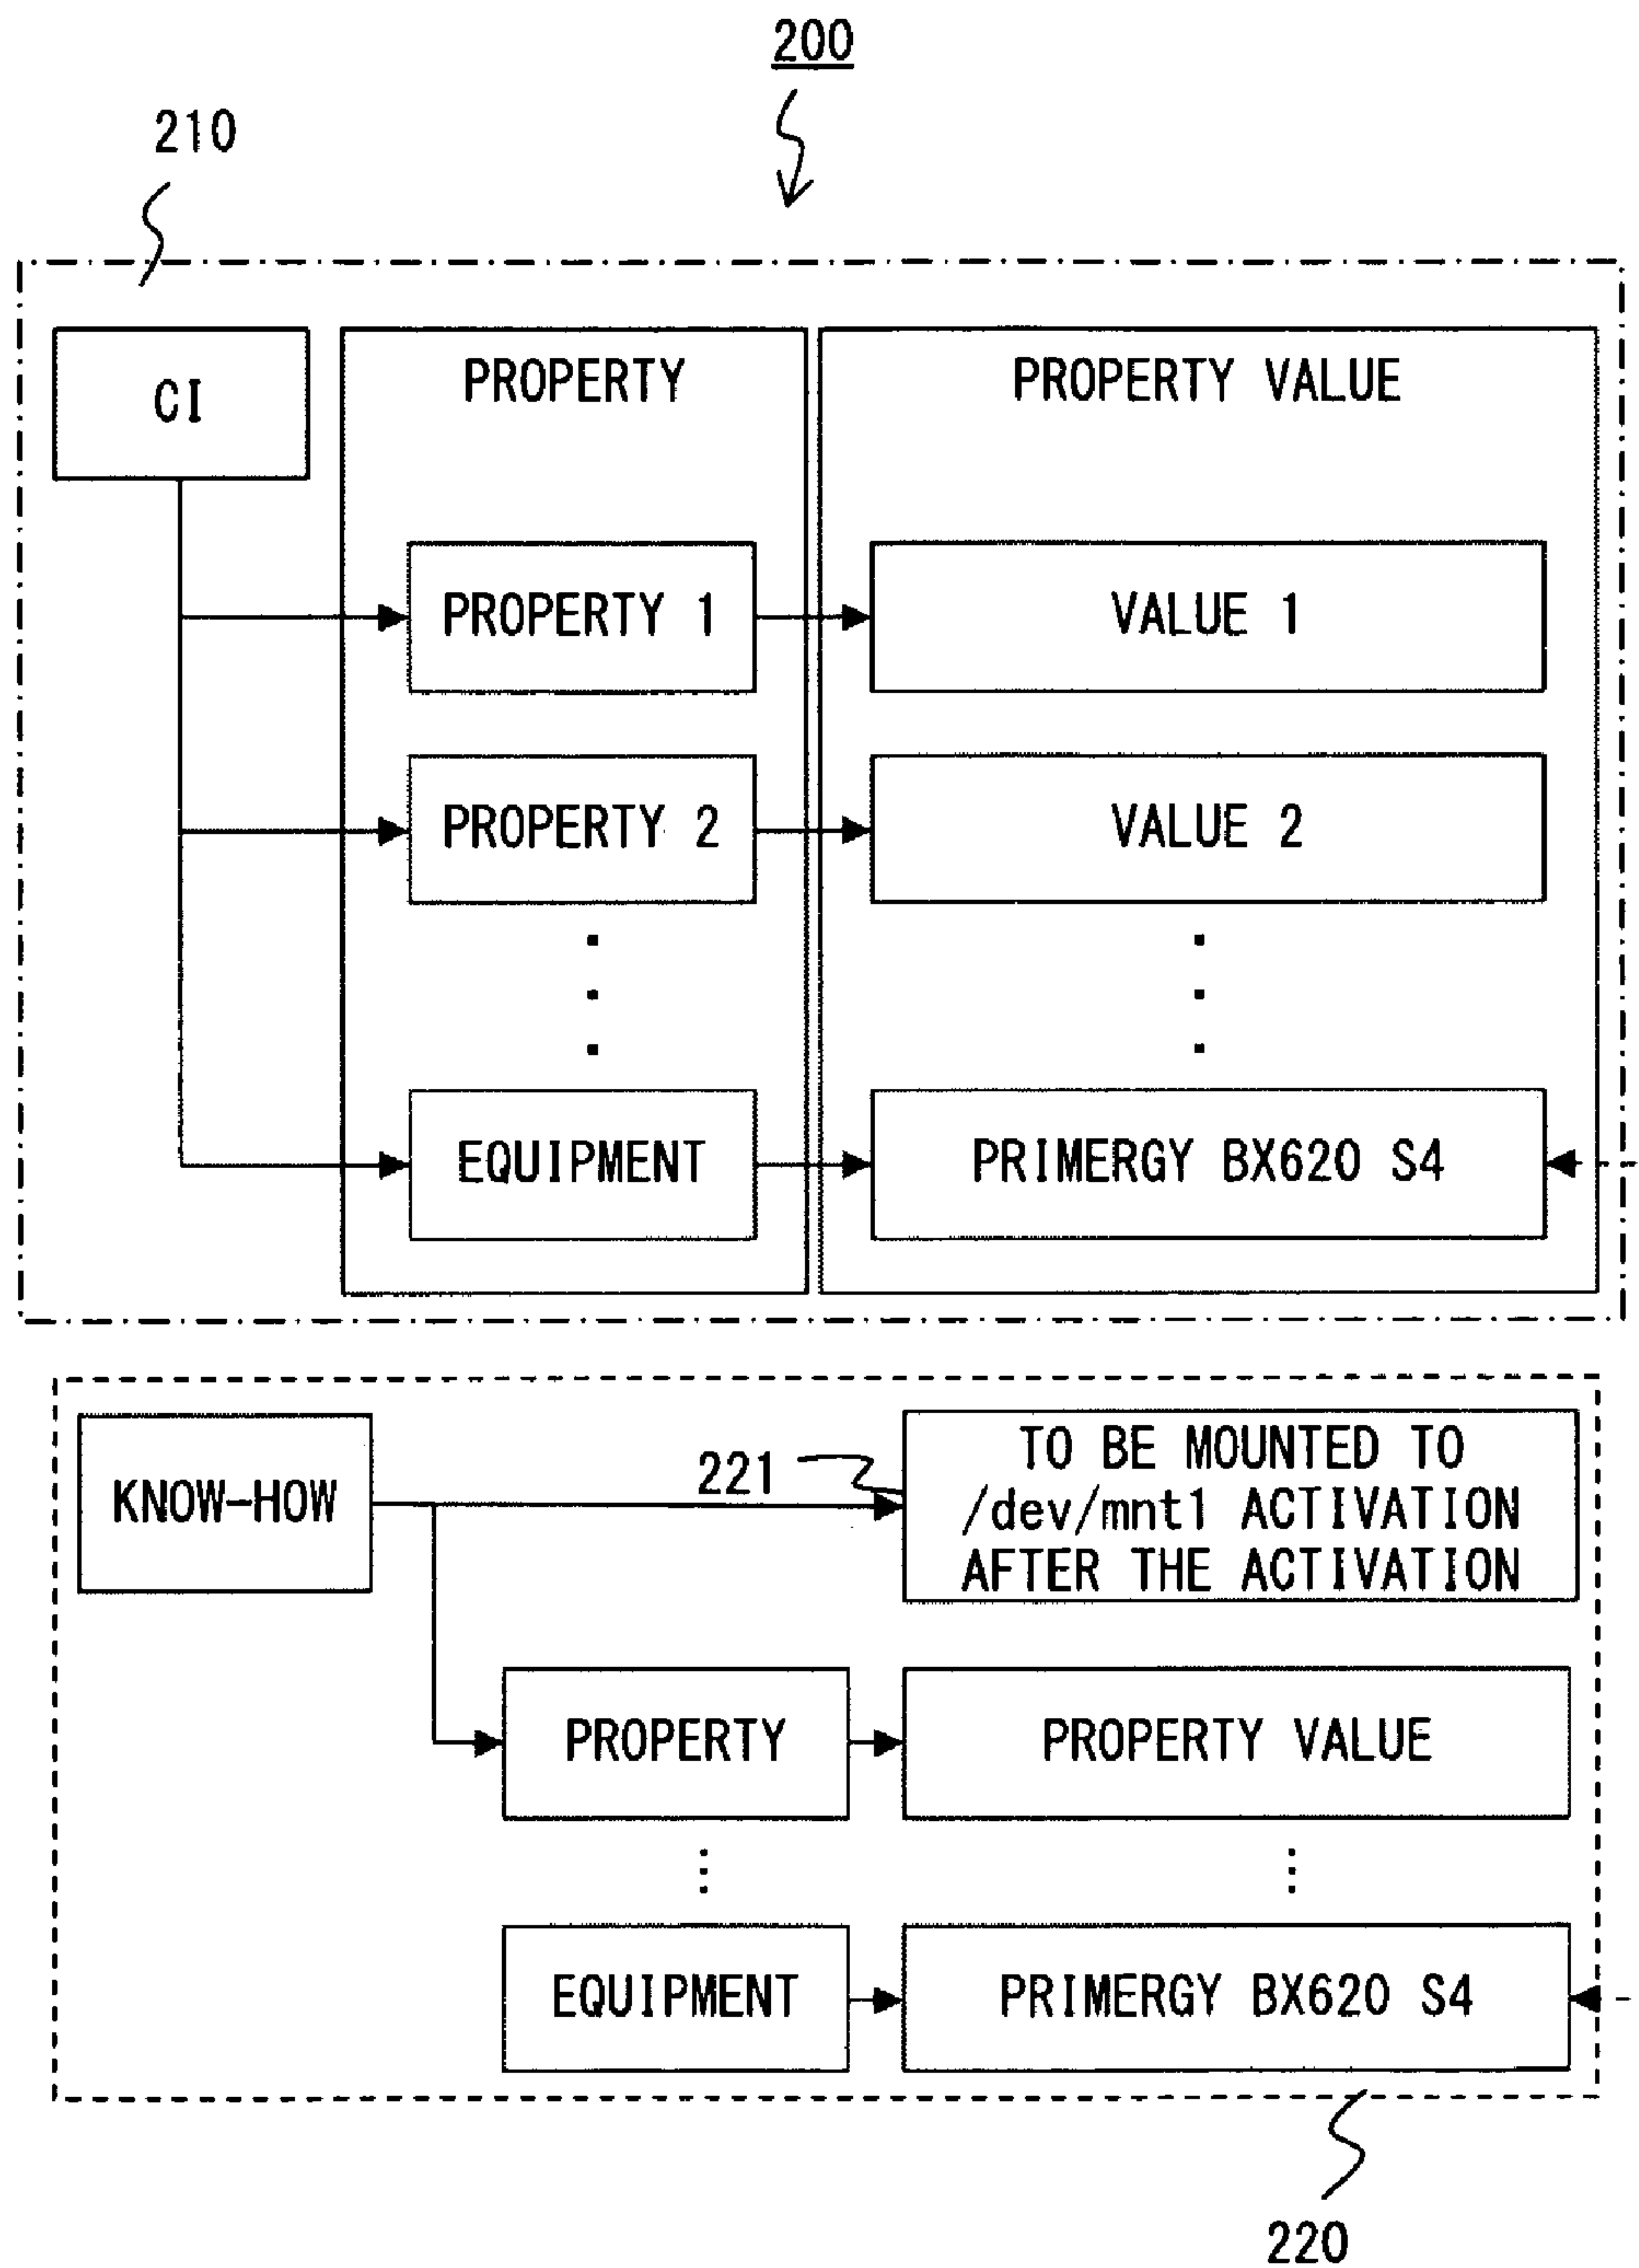 200
210
CI
PROPERTY
PROPERTY VALUE
PROPERTY 1
VALUE 1
PROPERTY 2
VALUE 2
EQUIPMENT
PRIMERGY BX620 S4
KNOW-HOW
221
TO BE MOUNTED TO
/dev/mnt1 ACTIVATION
AFTER THE ACTIVATION
PROPERTY
PROPERTY VALUE
EQUIPMENT
PRIMERGY BX620 S4
220